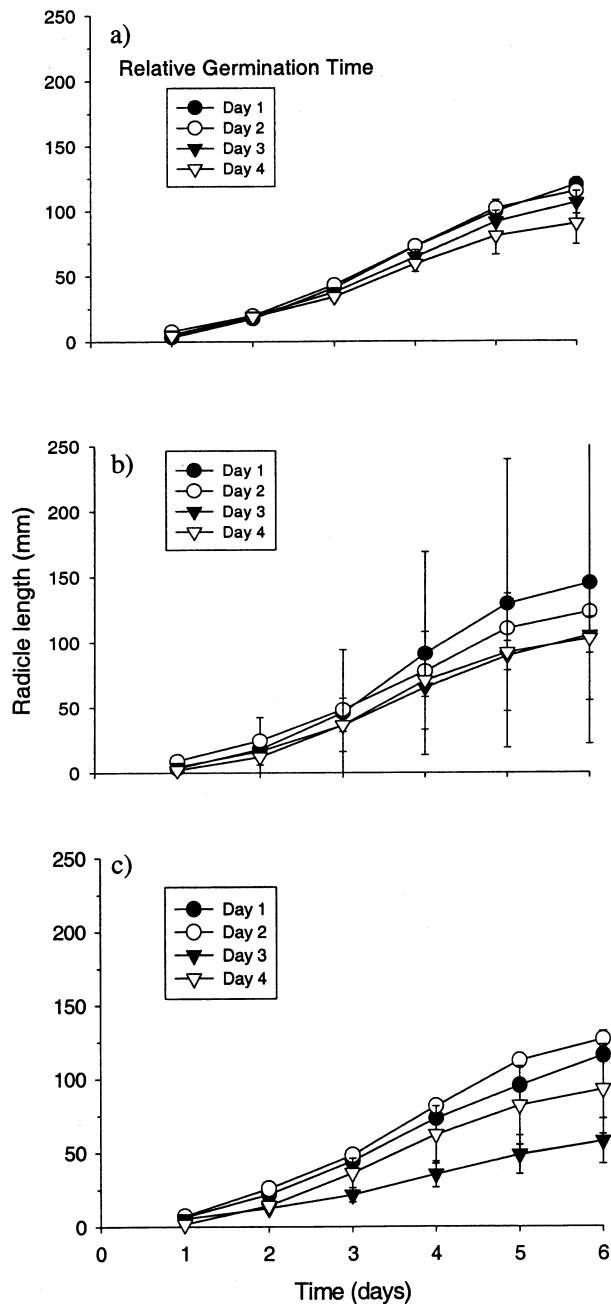 a)
Relative Germination Time
Day 1
Day 2
Day 3
Day 4
250
200
150
100
50
0
b)
Day 1
Day 2
Day 3
Day 4
250
200
150
100
50
0
Radicle length (mm)
c)
Day 1
Day 2
Day 3
Day 4
250
200
150
100
50
0
0 1 2 3 4 5 6
Time (days)